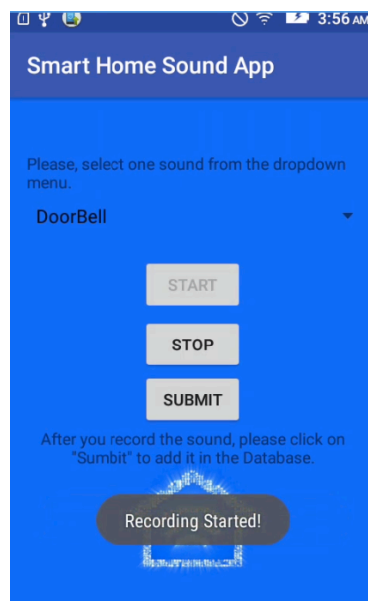 3:56 AM
Smart Home Sound App
Please, select one sound from the dropdown
menu.
DoorBell
START
STOP
SUBMIT
After you record the sound, please click on
"Sumbit" to add it in the Database.
Recording Started!